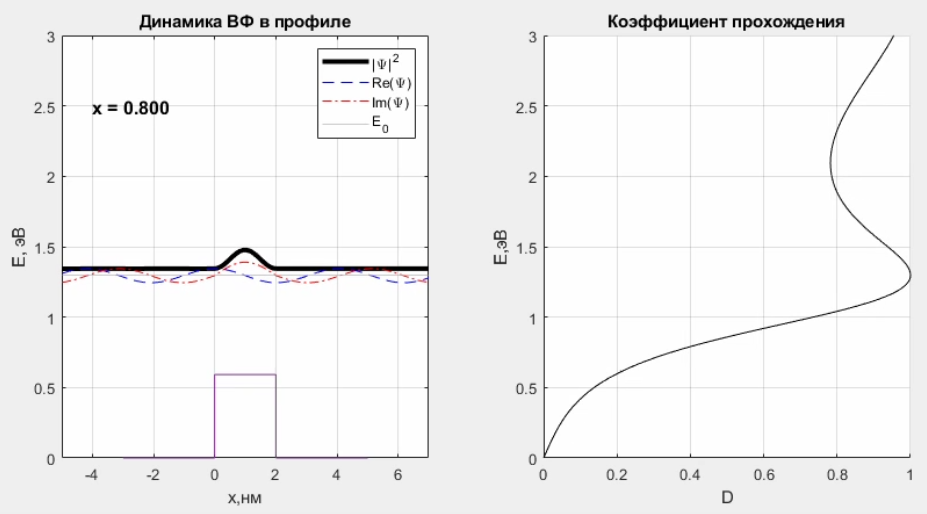 Динамика ВФ в профиле
3
2.5
2
1.5
1
0.5
0
E, эВ
x = 0.800
|Ψ|²
Re(Ψ)
Im(Ψ)
E₀
-4 -2 0 2 4 6
x,нм
Коэффициент прохождения
3
2.5
2
1.5
1
0.5
0
E,эВ
0 0.2 0.4 0.6 0.8 1
D